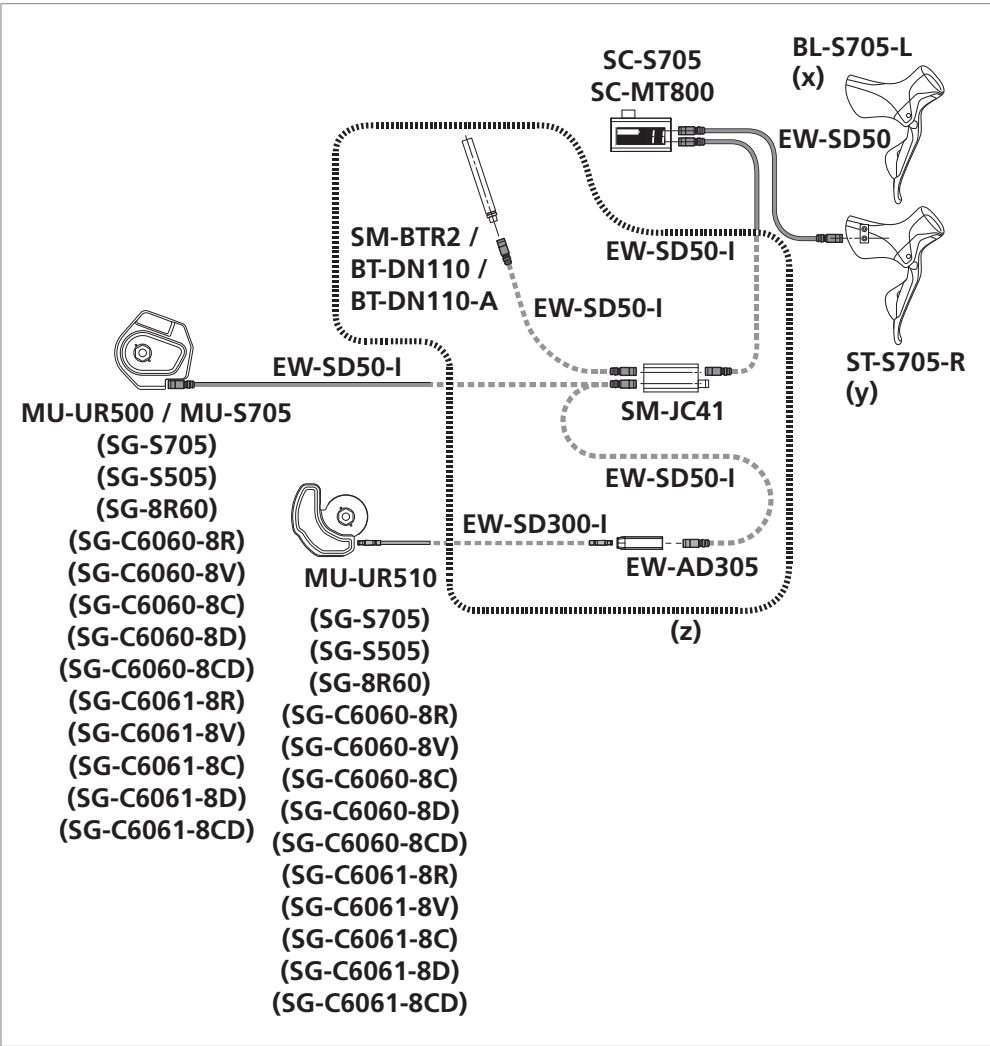 SC-S705
SC-MT800
BL-S705-L
(x)
EW-SD50
SM-BTR2 /
BT-DN110 /
BT-DN110-A
EW-SD50-I
EW-SD50-I
ST-S705-R
(y)
EW-SD50-I
SM-JC41
MU-UR500 / MU-S705
(SG-S705)
(SG-S505)
(SG-8R60)
(SG-C6060-8R)
(SG-C6060-8V)
(SG-C6060-8C)
(SG-C6060-8D)
(SG-C6060-8CD)
(SG-C6061-8R)
(SG-C6061-8V)
(SG-C6061-8C)
(SG-C6061-8D)
(SG-C6061-8CD)
EW-SD50-I
EW-SD300-I
EW-AD305
MU-UR510
(SG-S705)
(SG-S505)
(SG-8R60)
(SG-C6060-8R)
(SG-C6060-8V)
(SG-C6060-8C)
(SG-C6060-8D)
(SG-C6060-8CD)
(SG-C6061-8R)
(SG-C6061-8V)
(SG-C6061-8C)
(SG-C6061-8D)
(SG-C6061-8CD)
(z)